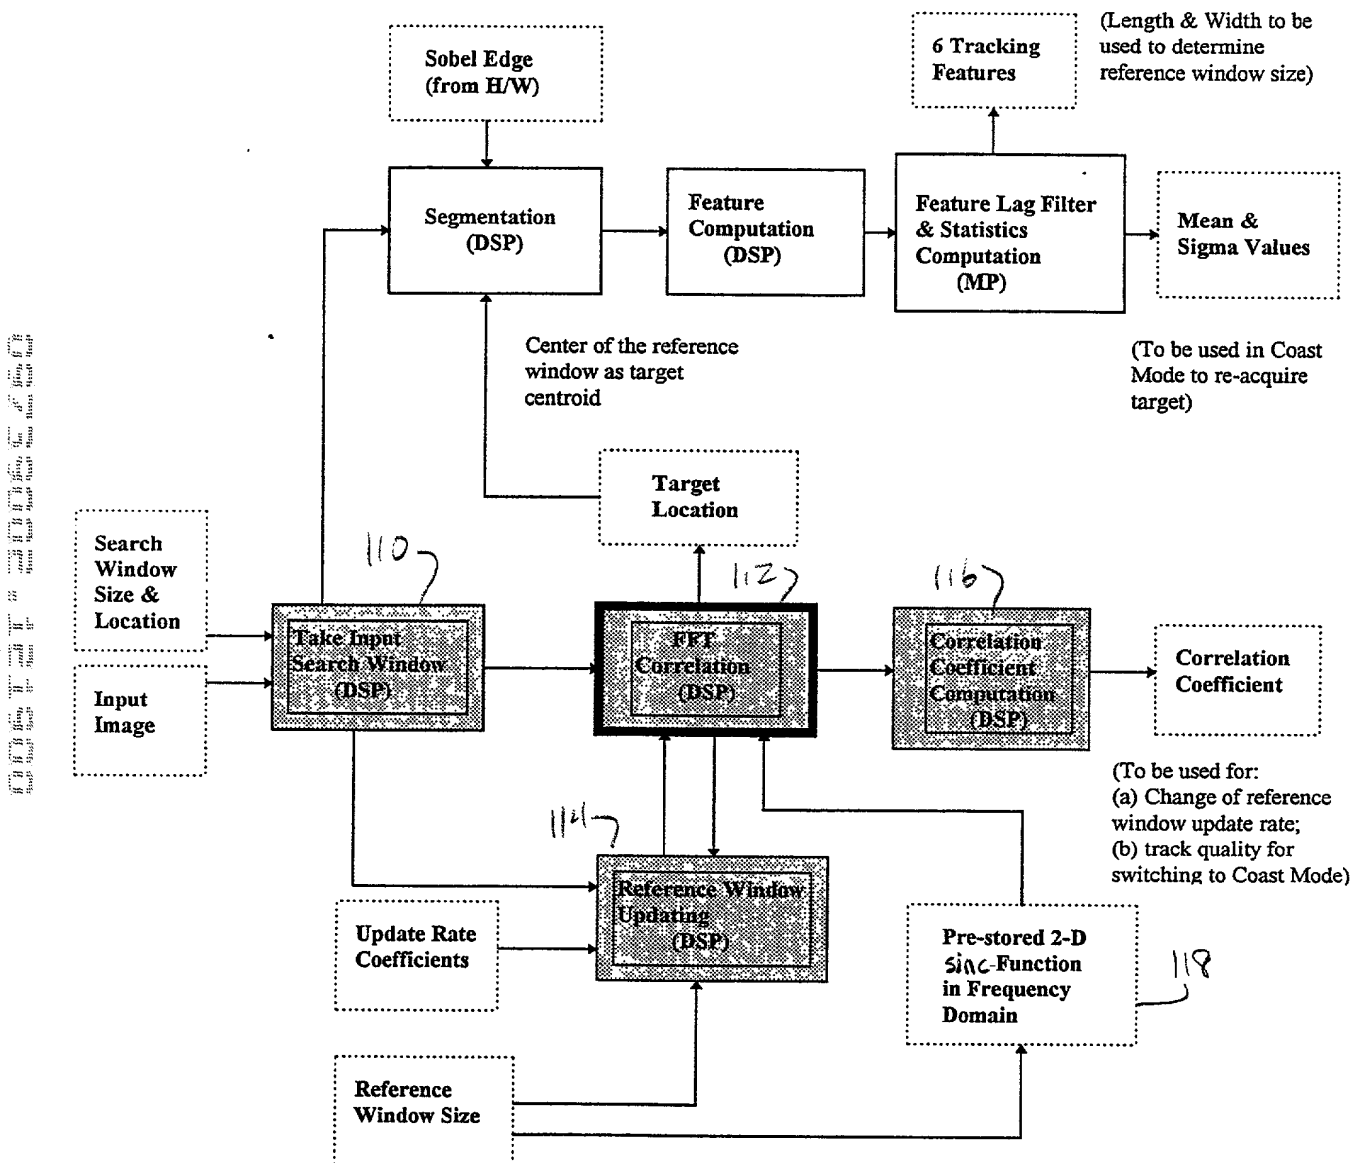 Sobel Edge
(from H/W)
6 Tracking
Features
(Length & Width to be
used to determine
reference window size)
Segmentation
(DSP)
Feature
Computation
(DSP)
Feature Lag Filter
& Statistics
Computation
(MP)
Mean &
Sigma Values
Center of the reference
window as target
centroid
(To be used in Coast
Mode to re-acquire
target)
Target
Location
Search
Window
Size &
Location
110
112
116
Take Input
Search Window
(DSP)
FFT
Correlation
(DSP)
Correlation
Coefficient
Computation
(DSP)
Correlation
Coefficient
Input
Image
(To be used for:
(a) Change of reference
window update rate;
(b) track quality for
switching to Coast Mode)
114
Reference Window
Updating
(DSP)
Update Rate
Coefficients
Pre-stored 2-D
sinc-Function
in Frequency
Domain
118
Reference
Window Size